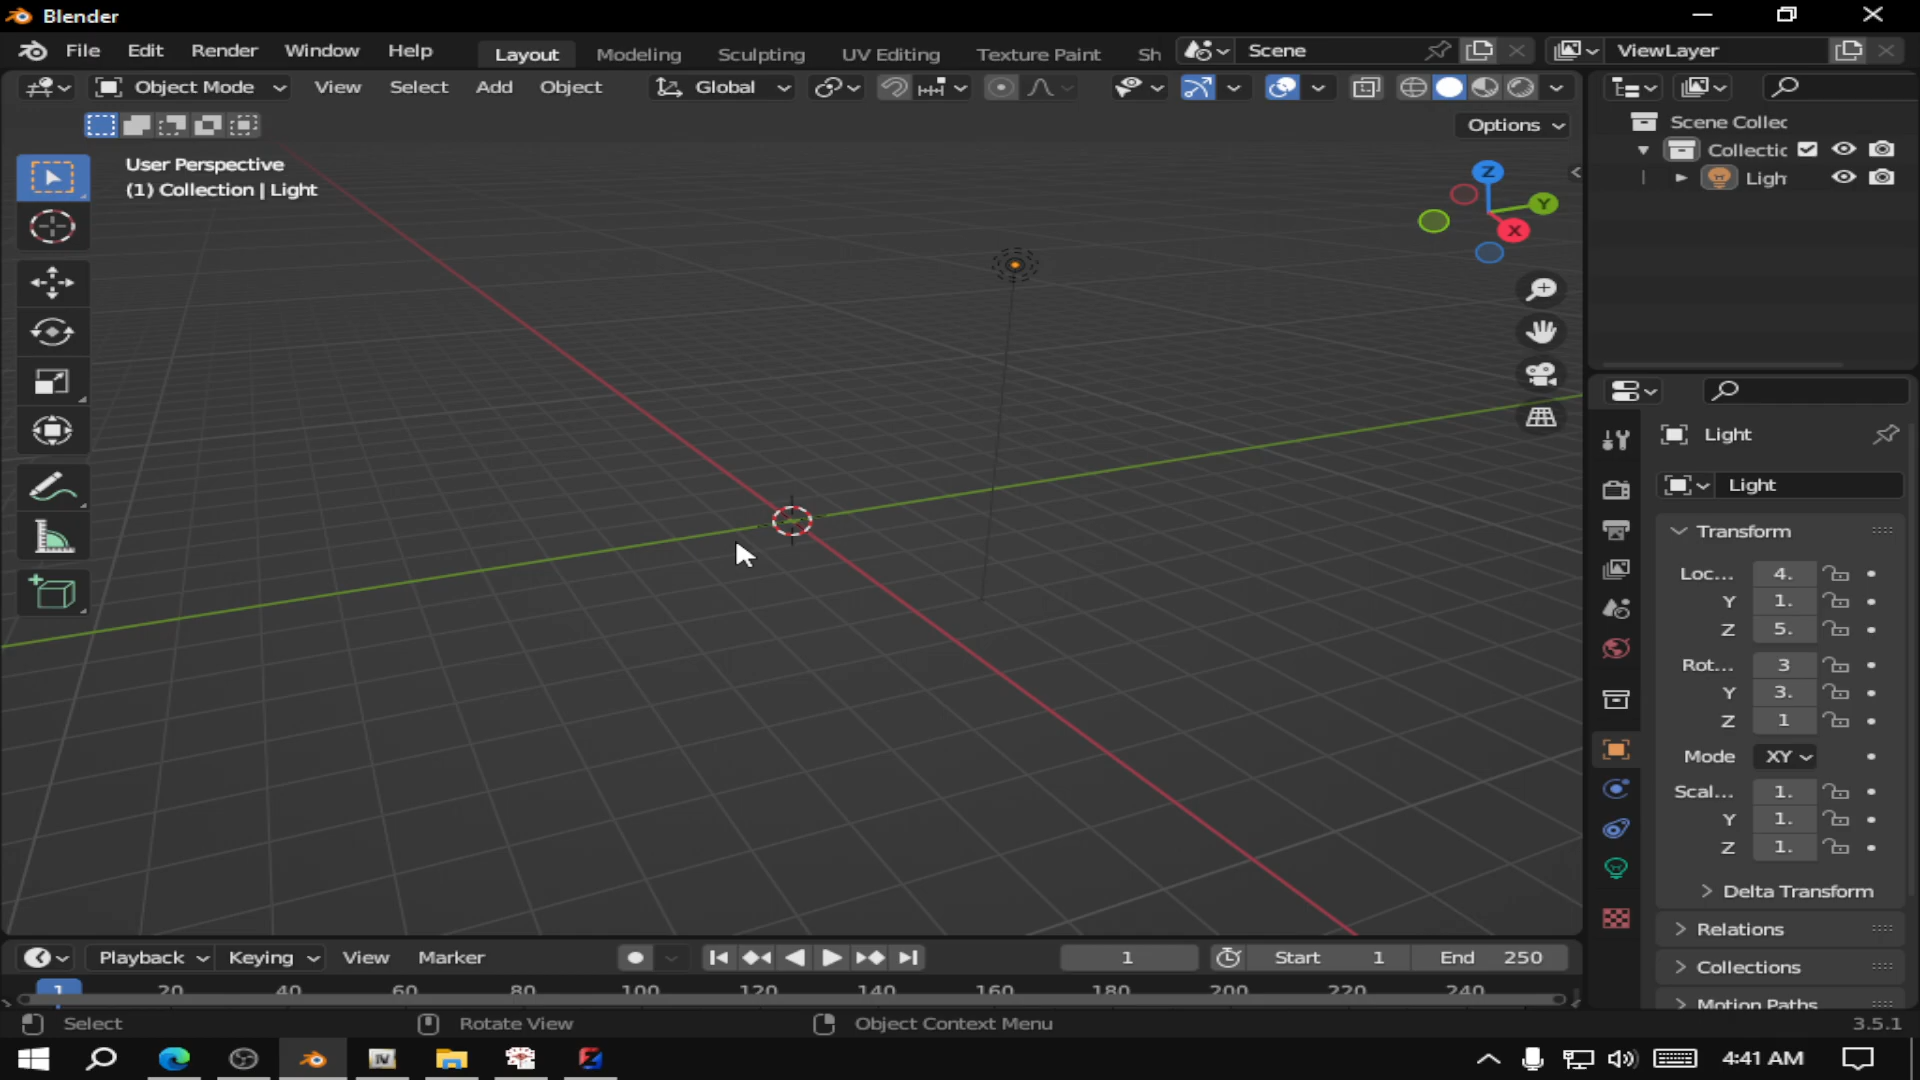 Blender
File Edit Render Window Help Layout Modeling Sculpting UV Editing Texture Paint Sh Scene ViewLayer
Object Mode View Select Add Object Global
Options
User Perspective
(1) Collection | Light
Z
Y
X
Scene Collec
Collectic
Ligh
Light
Light
Transform
Loc... 4.
Y 1.
Z 5.
Rot... 3
Y 3.
Z 1
Mode XY
Scal... 1.
Y 1.
Z 1.
Delta Transform
Relations
Collections
Motion Paths
Playback Keying View Marker 1 Start 1 End 250
1 20 40 60 80 100 120 140 160 180 200 220 240
Select Rotate View Object Context Menu 3.5.1
IV 4:41 AM